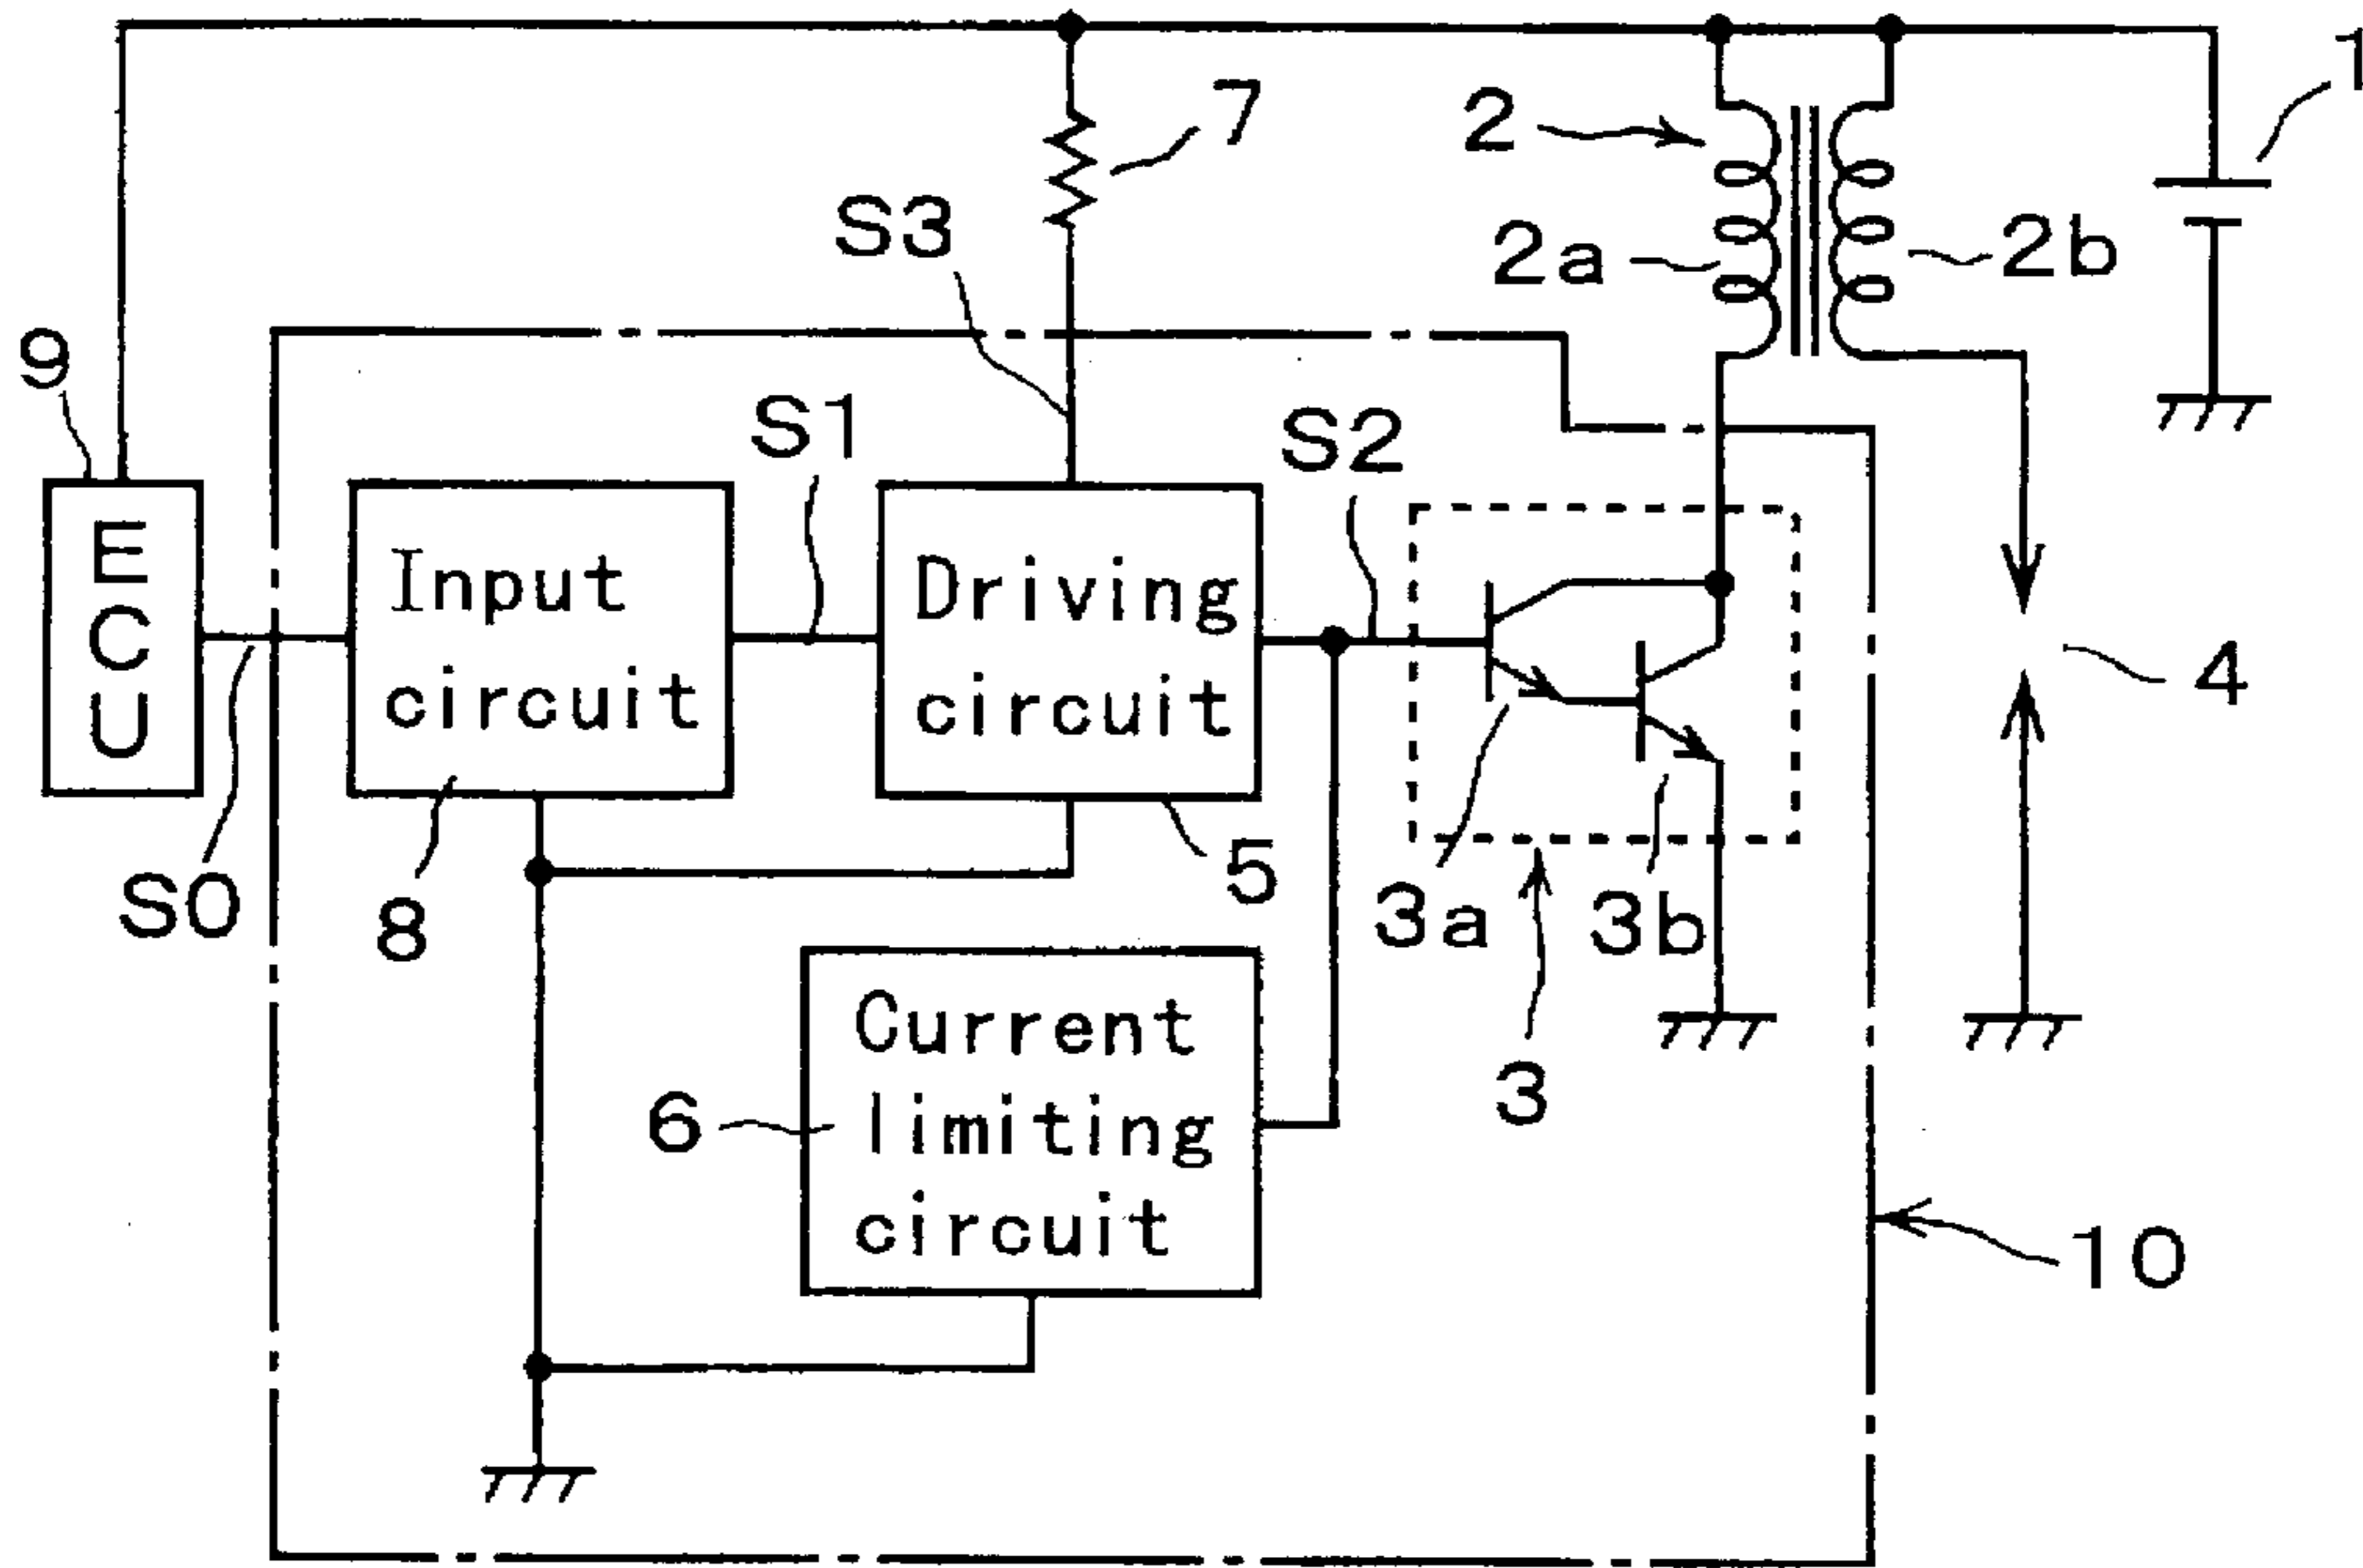 1
7
2
S3
2a
2b
9
S1
S2
E
C
U
Input
circuit
Driving
circuit
4
S0
8
5
3a
3b
Current
limiting
circuit
6
3
10